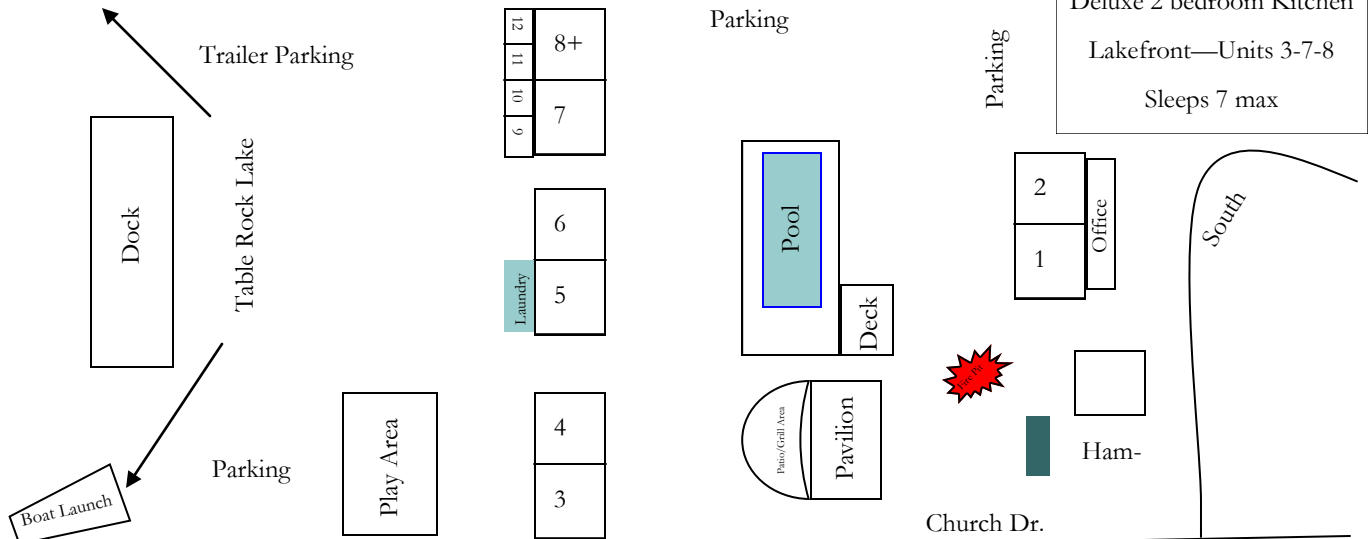 Deluxe 2 bedroom Kitchen
Lakefront—Units 3-7-8
Sleeps 7 max
Parking
Parking
Trailer Parking
12
11
10
9
8+
7
Dock
Table Rock Lake
6
5
Laundry
Pool
Deck
2
1
Office
South
Fire Pit
Play Area
4
3
Patio/Grill Area
Pavilion
Ham-
Parking
Boat Launch
Church Dr.